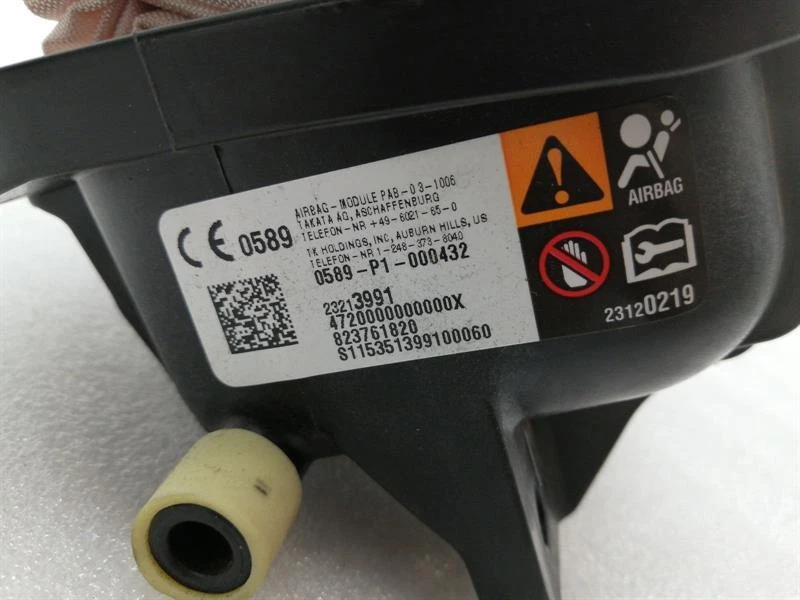 CE 0589
AIRBAG-MODULE PAB-03-1006
TAKATA AG, ASCHAFFENBURG
TELEFON-NR +49-6021-65-0
TK HOLDINGS, INC, AUBURN HILLS, US
TELEFON-NR 1-248-373-8040
0589-P1-000432
23213991
4720000000000X
823761820
S115351399100060
AIRBAG
23120219